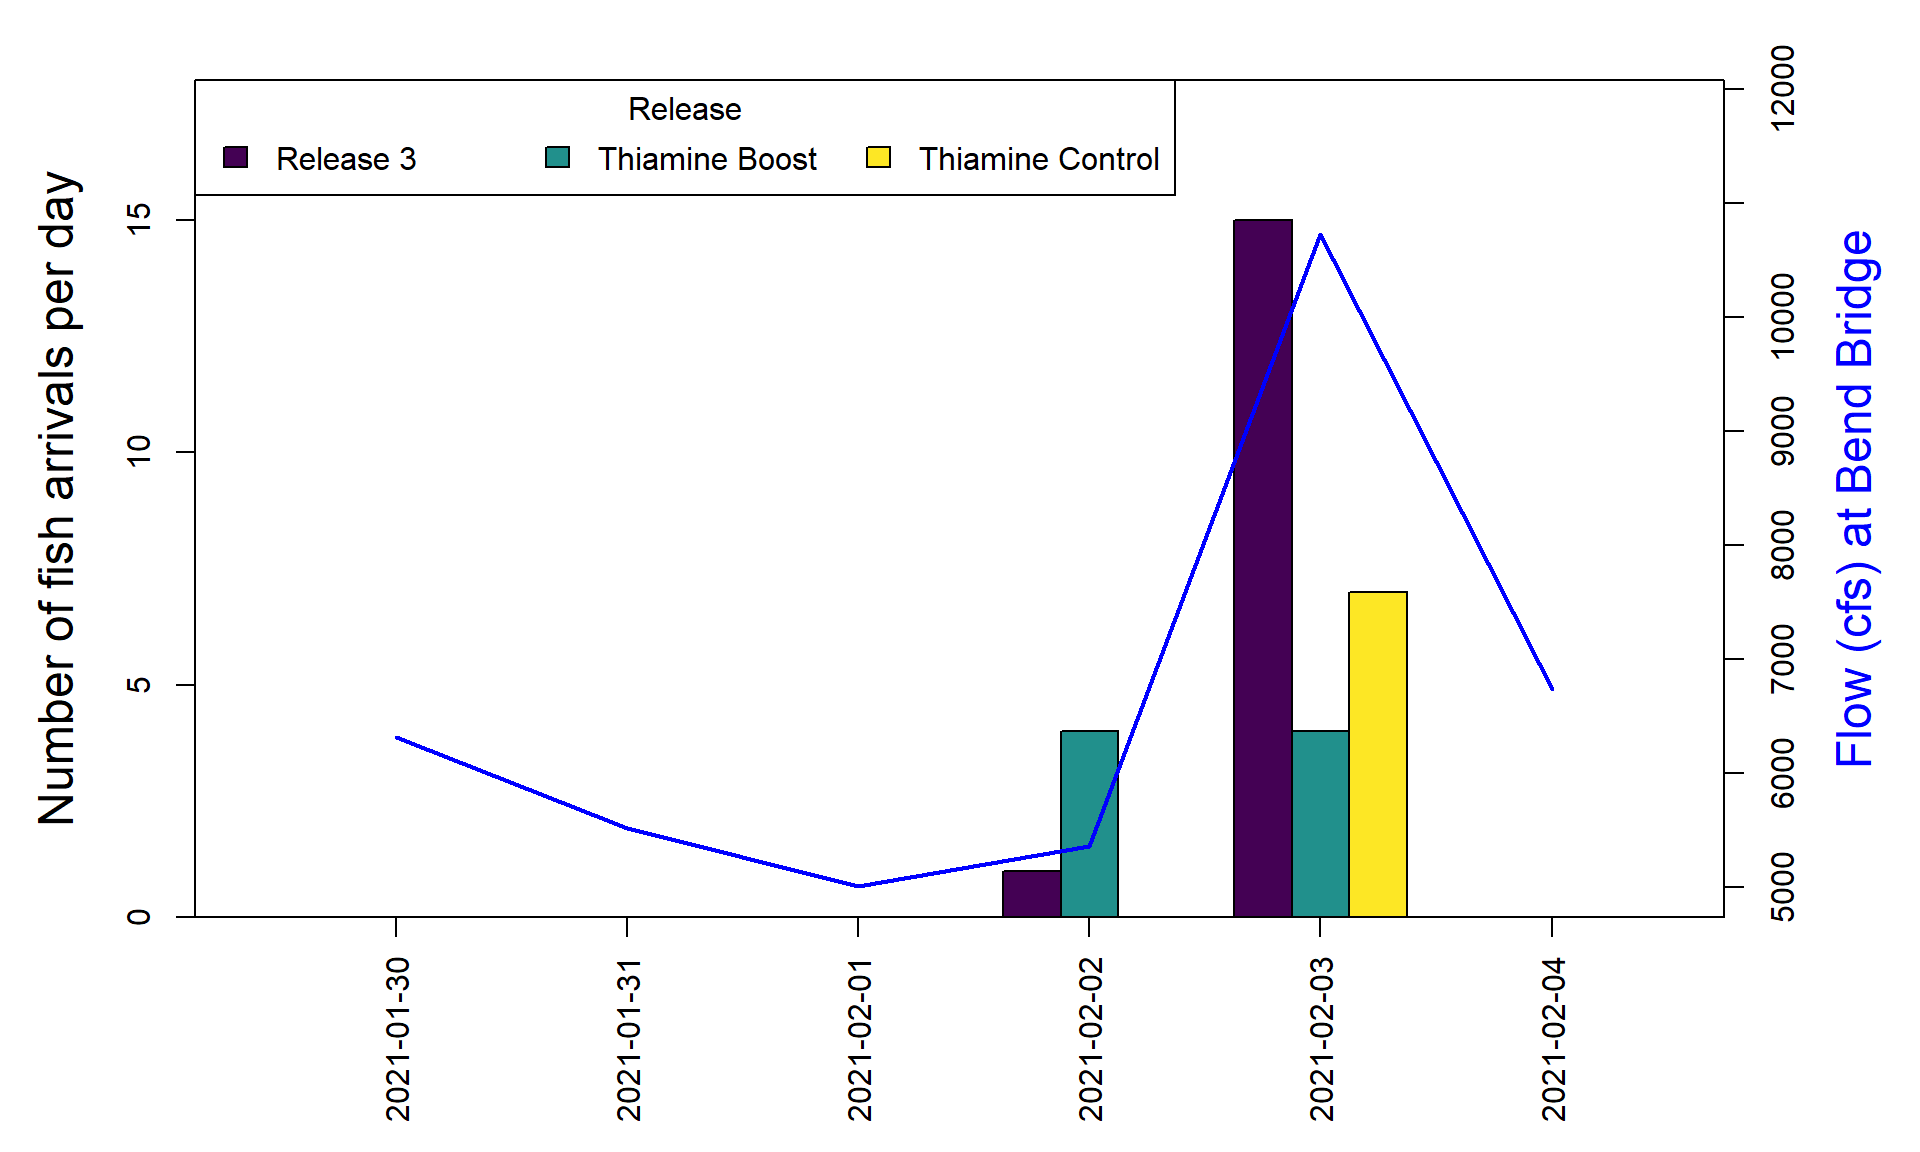 Release
Release 3 Thiamine Boost Thiamine Control
Number of fish arrivals per day
0 5 10 15
2021-01-30 2021-01-31 2021-02-01 2021-02-02 2021-02-03 2021-02-04
5000 6000 7000 8000 9000 10000 12000
Flow (cfs) at Bend Bridge